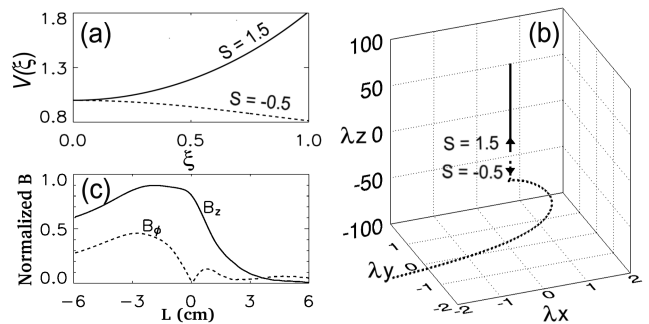 (a)
V(ξ)
1.8
1.3
0.8
S = 1.5
S = -0.5
0.0
0.5
1.0
ξ
(c)
Normalized B
1.0
0.5
0.0
B_z
B_ϕ
-6
-3
0
3
6
L (cm)
(b)
100
50
λz 0
-50
-100
S = 1.5
S = -0.5
λy
1
0
-1
-2
-2
-1
0
1
2
λx